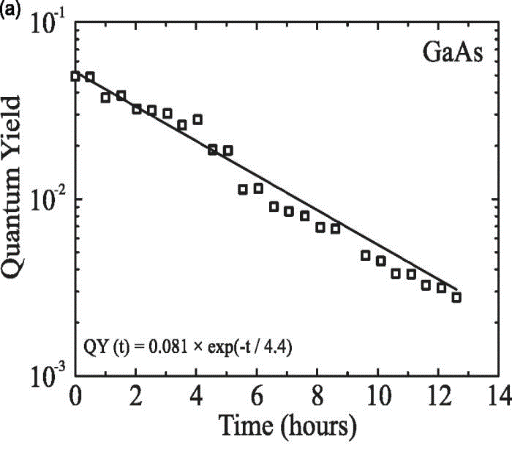 (a)
10⁻¹
GaAs
Quantum Yield
10⁻²
QY (t) = 0.081 × exp(-t / 4.4)
10⁻³
0 2 4 6 8 10 12 14
Time (hours)